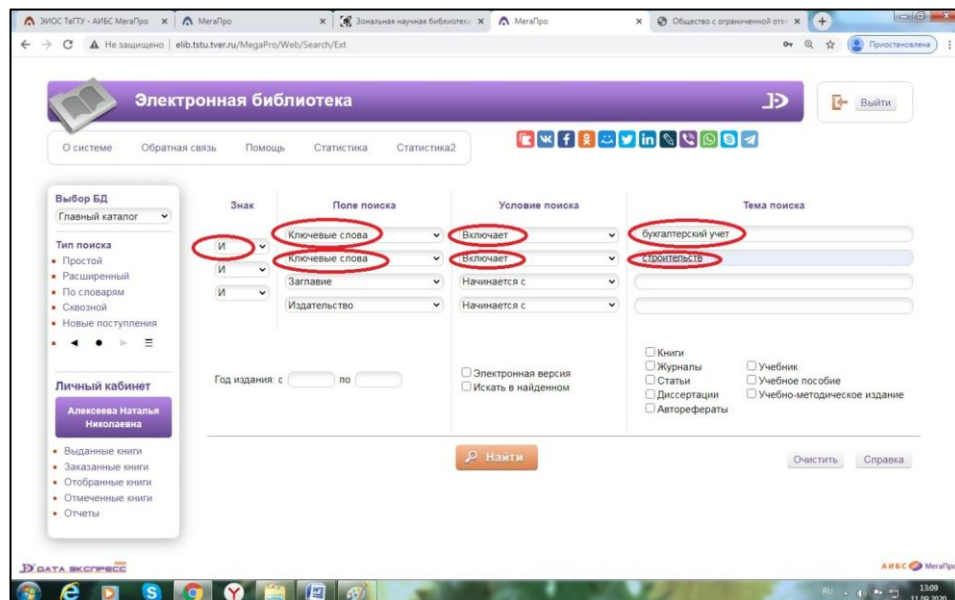 ЭИОС ТвГТУ - АИБС МегаПро
МегаПро
Зональная научная библиотека
МегаПро
Общество с ограниченной отв
Не защищено
elib.tstu.tver.ru/MegaPro/Web/Search/Ext
Приостановлена
Электронная библиотека
Выйти
О системе Обратная связь Помощь Статистика Статистика2
Выбор БД
Главный каталог
Тип поиска
Простой
Расширенный
По словарям
Сквозной
Новые поступления
Личный кабинет
Алексеева Наталья
Николаевна
Выданные книги
Заказанные книги
Отобранные книги
Отмеченные книги
Отчеты
Знак Поле поиска Условие поиска Тема поиска
Ключевые слова Включает бухгалтерский учет
И
Ключевые слова Включает строительств
И
Заглавие Начинается с
И
Издательство Начинается с
Год издания: с по
Электронная версия
Искать в найденном
Книги
Журналы
Статьи
Диссертации
Авторефераты
Учебник
Учебное пособие
Учебно-методическое издание
Найти
Очистить Справка
ДАТА ЭКСПРЕСС
АИБС МегаПро
RU
13:09
11.09.2020